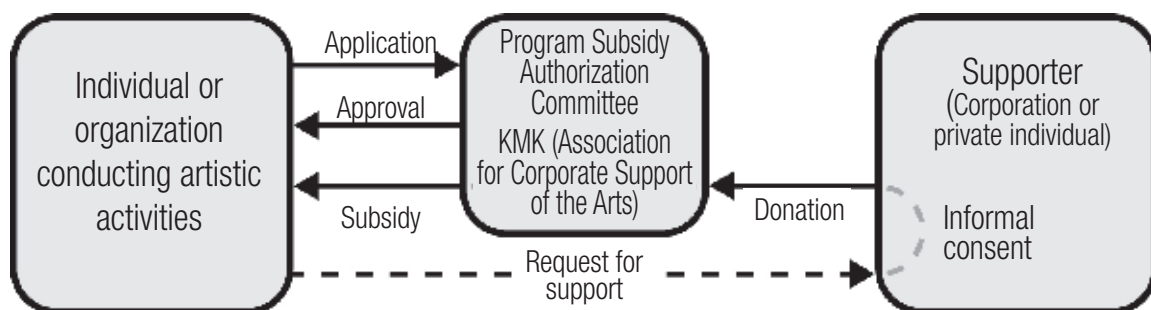 Individual or
organization
conducting artistic
activities
Application
Approval
Subsidy
Program Subsidy
Authorization
Committee
KMK (Association
for Corporate Support
of the Arts)
Donation
Request for
support
Supporter
(Corporation or
private individual)
Informal
consent